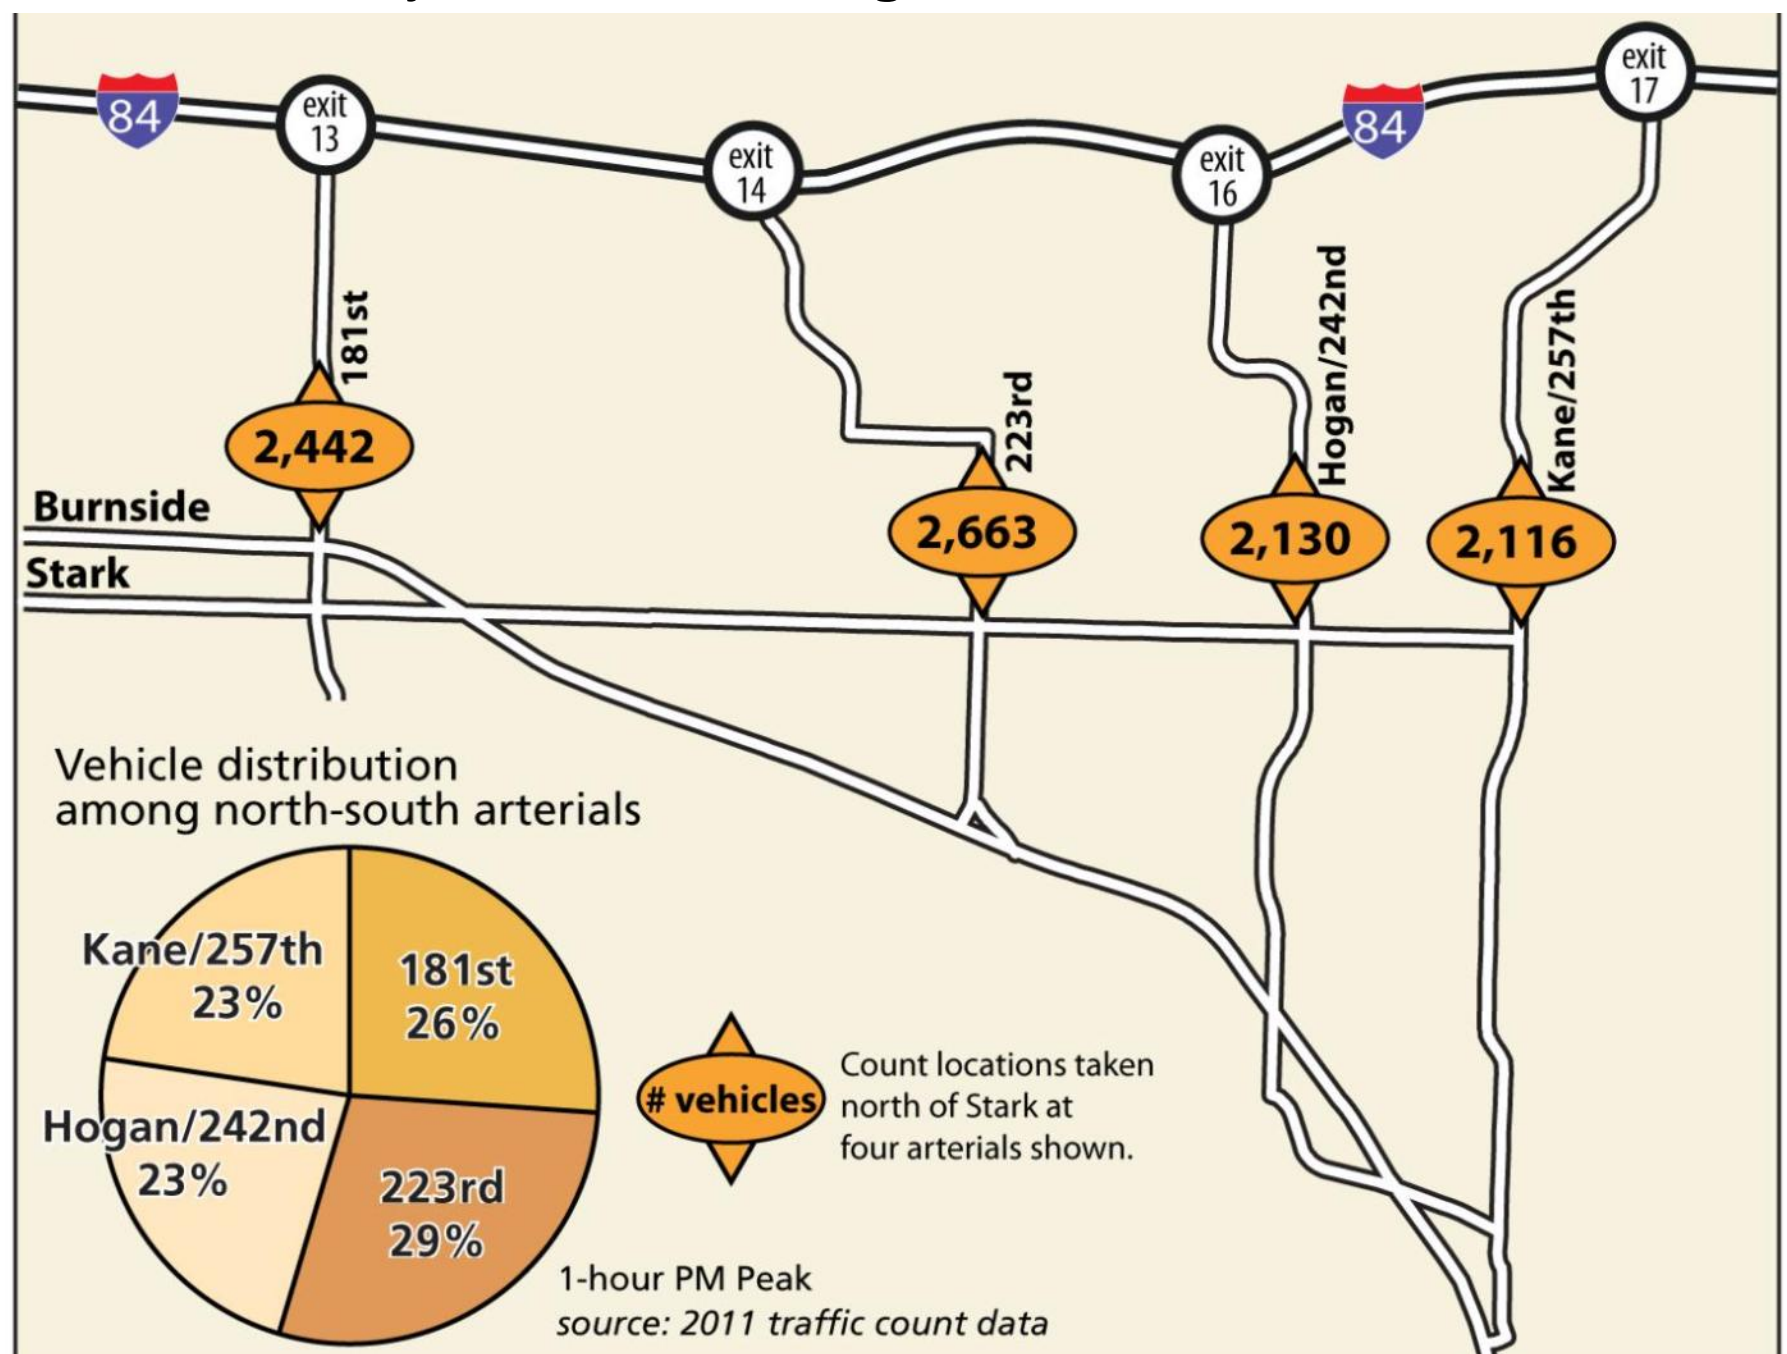 84
exit
13
exit
14
exit
16
84
exit
17
181st
223rd
Hogan/242nd
Kane/257th
2,442
2,663
2,130
2,116
Burnside
Stark
Vehicle distribution
among north-south arterials
Kane/257th
23%
181st
26%
Hogan/242nd
23%
223rd
29%
# vehicles
Count locations taken
north of Stark at
four arterials shown.
1-hour PM Peak
source: 2011 traffic count data